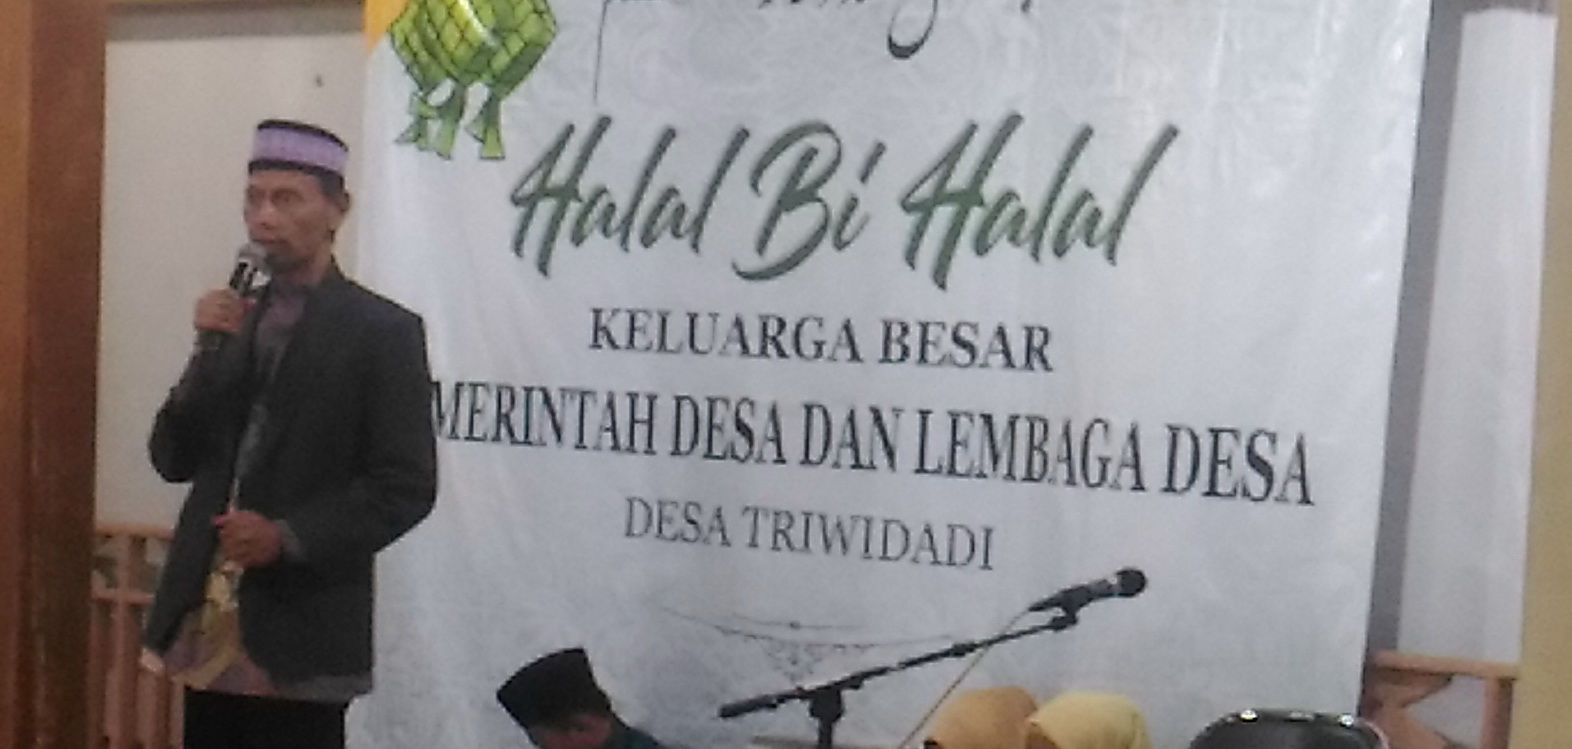 Halal Bi Halal
KELUARGA BESAR
MERINTAH DESA DAN LEMBAGA DESA
DESA TRIWIDADI